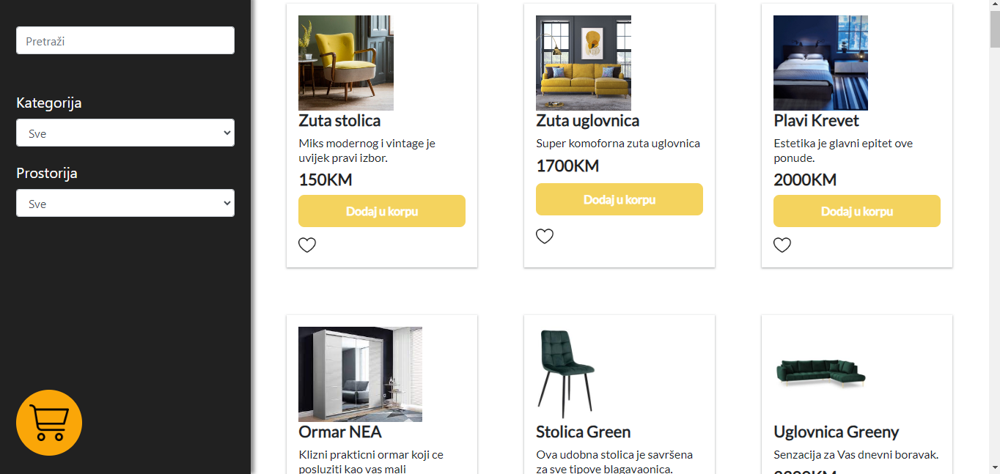 Pretraži
Kategorija
Sve
Prostorija
Sve
Zuta stolica
Miks modernog i vintage je
uvijek pravi izbor.
150KM
Dodaj u korpu
Zuta uglovnica
Super komoforna zuta uglovnica
1700KM
Dodaj u korpu
Plavi Krevet
Estetika je glavni epitet ove
ponude.
2000KM
Dodaj u korpu
Ormar NEA
Klizni prakticni ormar koji ce
posluziti kao vas mali
Stolica Green
Ova udobna stolica je savršena
za sve tipove blagavaonica.
Uglovnica Greeny
Senzacija za Vas dnevni boravak.